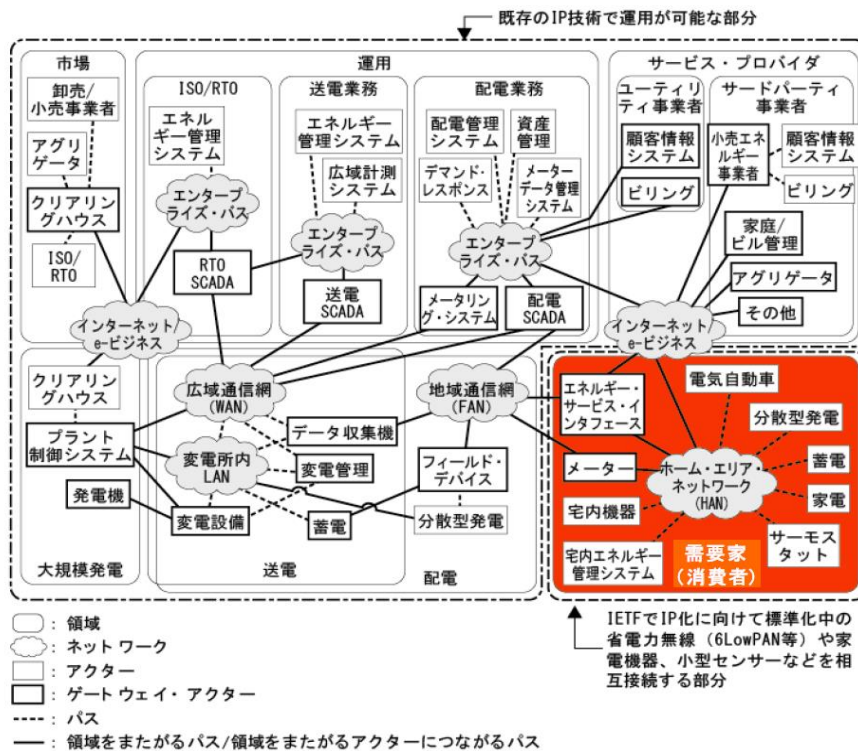 既存のIP技術で運用が可能な部分
市場
卸売/
小売事業者
アグリ
ゲータ
クリアリン
グハウス
ISO/
RTO
運用
ISO/RTO
エネル
ギー管理
システム
エンタープ
ライズ・バス
RTO
SCADA
送電業務
エネルギー
管理システム
広域計測
システム
エンタープ
ライズ・バス
送電
SCADA
配電業務
配電管理
システム
資産
管理
デマンド・
レスポンス
メーター
データ管理
システム
エンタープ
ライズ・バス
メータリン
グ・システム
配電
SCADA
サービス・プロバイダ
ユーティリ
ティ事業者
顧客情報
システム
ビリング
サードパーティ
事業者
小売エネル
ギー事業者
顧客情報
システム
ビリング
家庭/
ビル管理
アグリゲータ
その他
インターネット/
e-ビジネス
インターネット/
e-ビジネス
クリアリン
グハウス
プラント
制御システム
発電機
大規模発電
広域通信網
(WAN)
地域通信網
(FAN)
データ収集機
変電所内
LAN
変電管理
フィールド・
デバイス
変電設備
蓄電
分散型発電
送電
配電
エネルギー・
サービス・イン
タフェース
メーター
電気自動車
分散型発電
ホーム・エリア・
ネットワーク
(HAN)
蓄電
家電
宅内機器
サーモス
タット
宅内エネルギー
管理システム
需要家
(消費者)
IETFでIP化に向けて標準化中の
省電力無線（6LowPAN等）や家
電機器、小型センサーなどを相
互接続する部分
：領域
：ネットワーク
：アクター
：ゲートウェイ・アクター
：パス
：領域をまたがるパス/領域をまたがるアクターにつながるパス